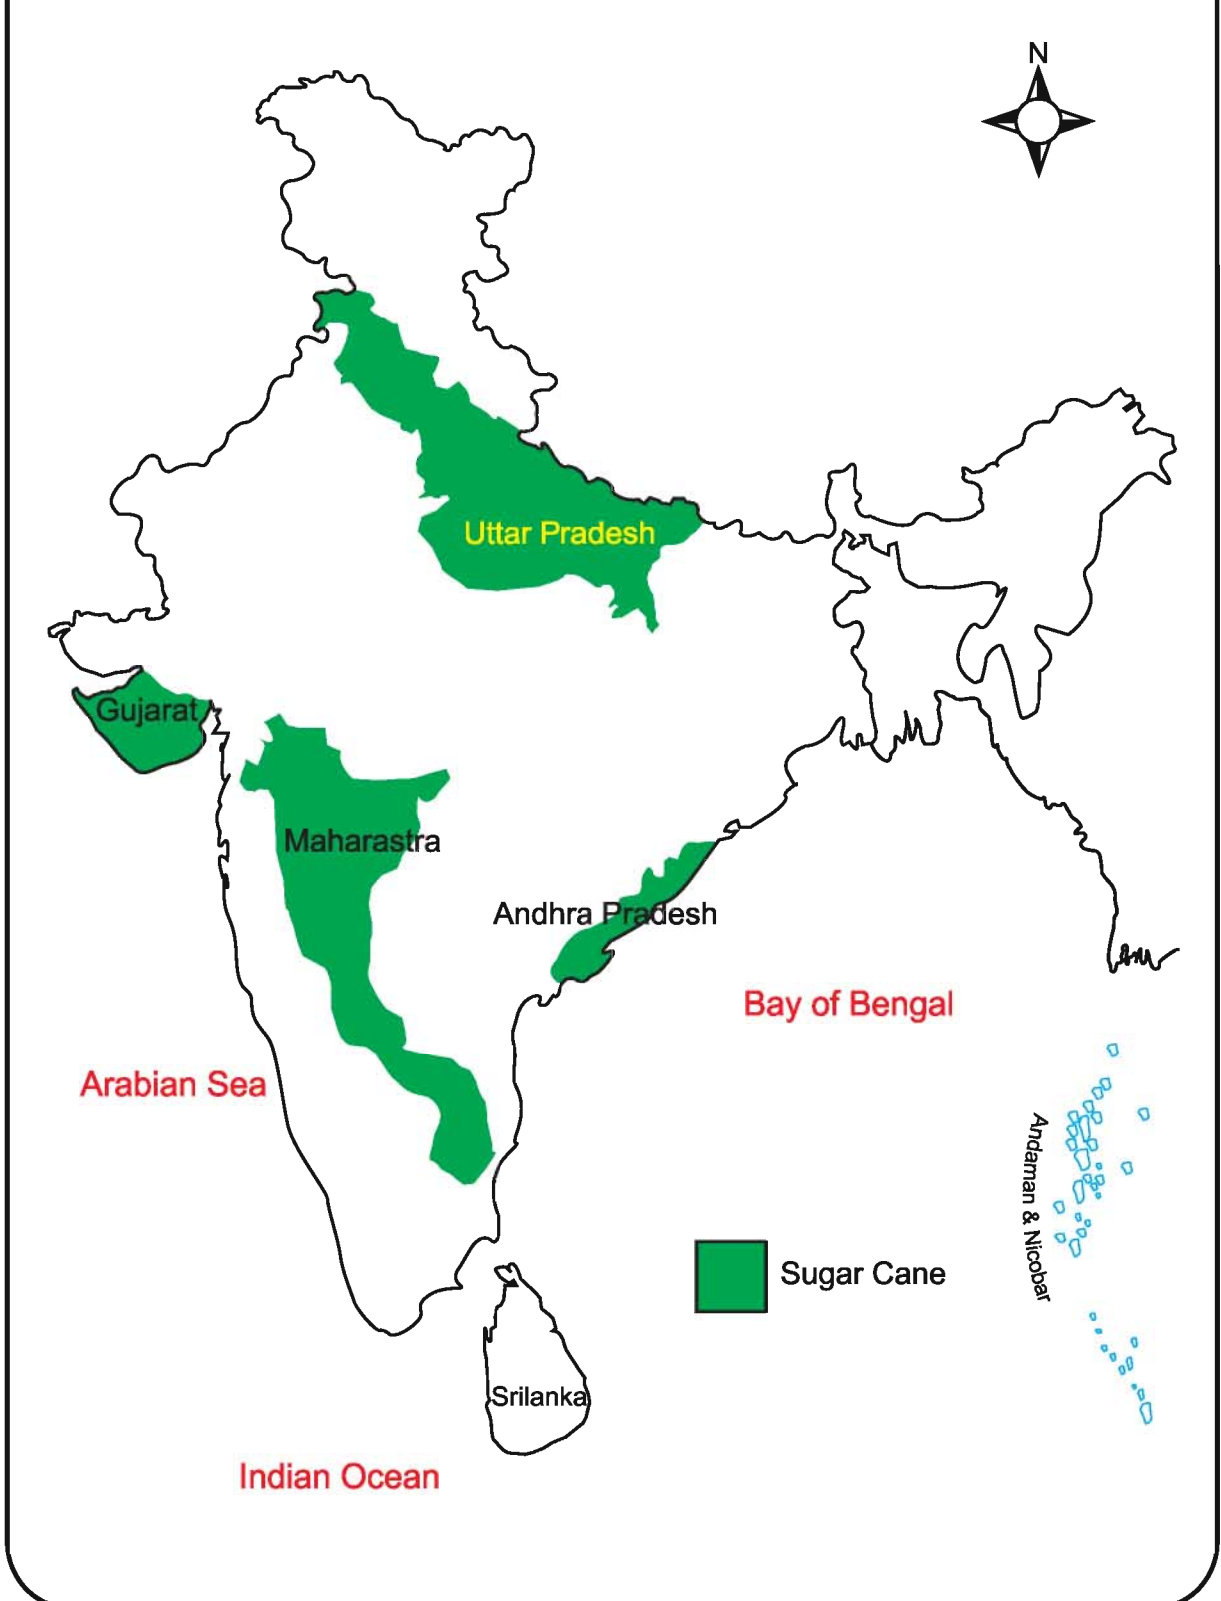 N
Uttar Pradesh
Gujarat
Maharastra
Andhra Pradesh
Bay of Bengal
Arabian Sea
Andaman & Nicobar
Sugar Cane
Srilanka
Indian Ocean